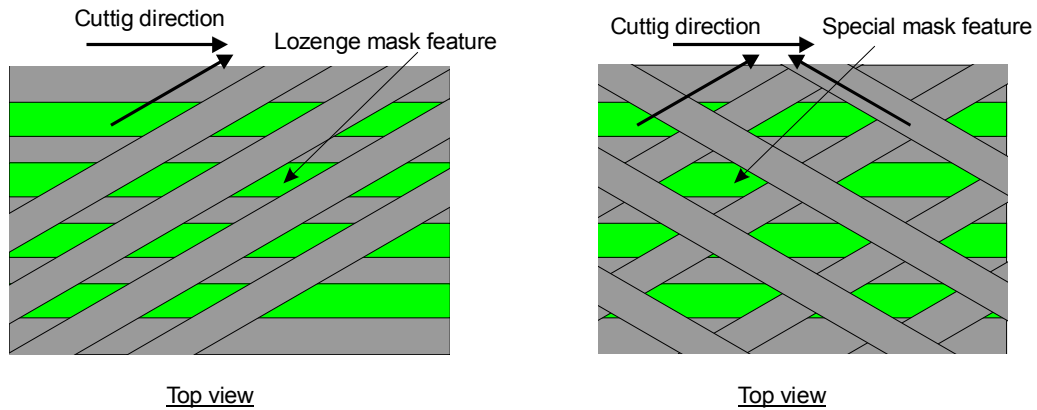 Cuttig direction
Lozenge mask feature
Top view
Cuttig direction
Special mask feature
Top view